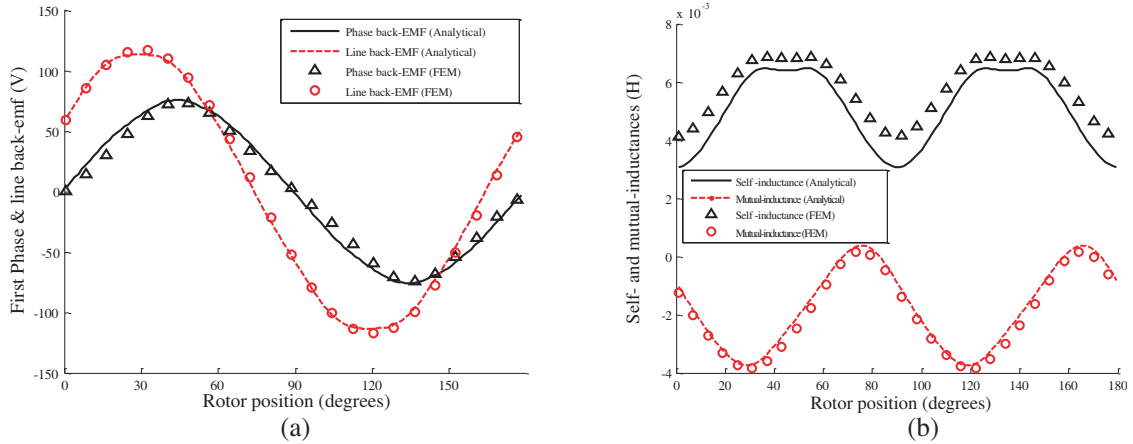 150
100
50
0
-50
-100
-150
First Phase & line back-emf (V)
Phase back-EMF (Analytical)
Line back-EMF (Analytical)
Phase back-EMF (FEM)
Line back-EMF (FEM)
0 30 60 90 120 150
Rotor position (degrees)
(a)
x 10-3
8
6
4
2
0
-2
-4
Self- and mutual-inductances (H)
Self -inductance (Analytical)
Mutual-inductance (Analytical)
Self -inductance (FEM)
Mutual-inductance (FEM)
0 20 40 60 80 100 120 140 160 180
Rotor position (degrees)
(b)